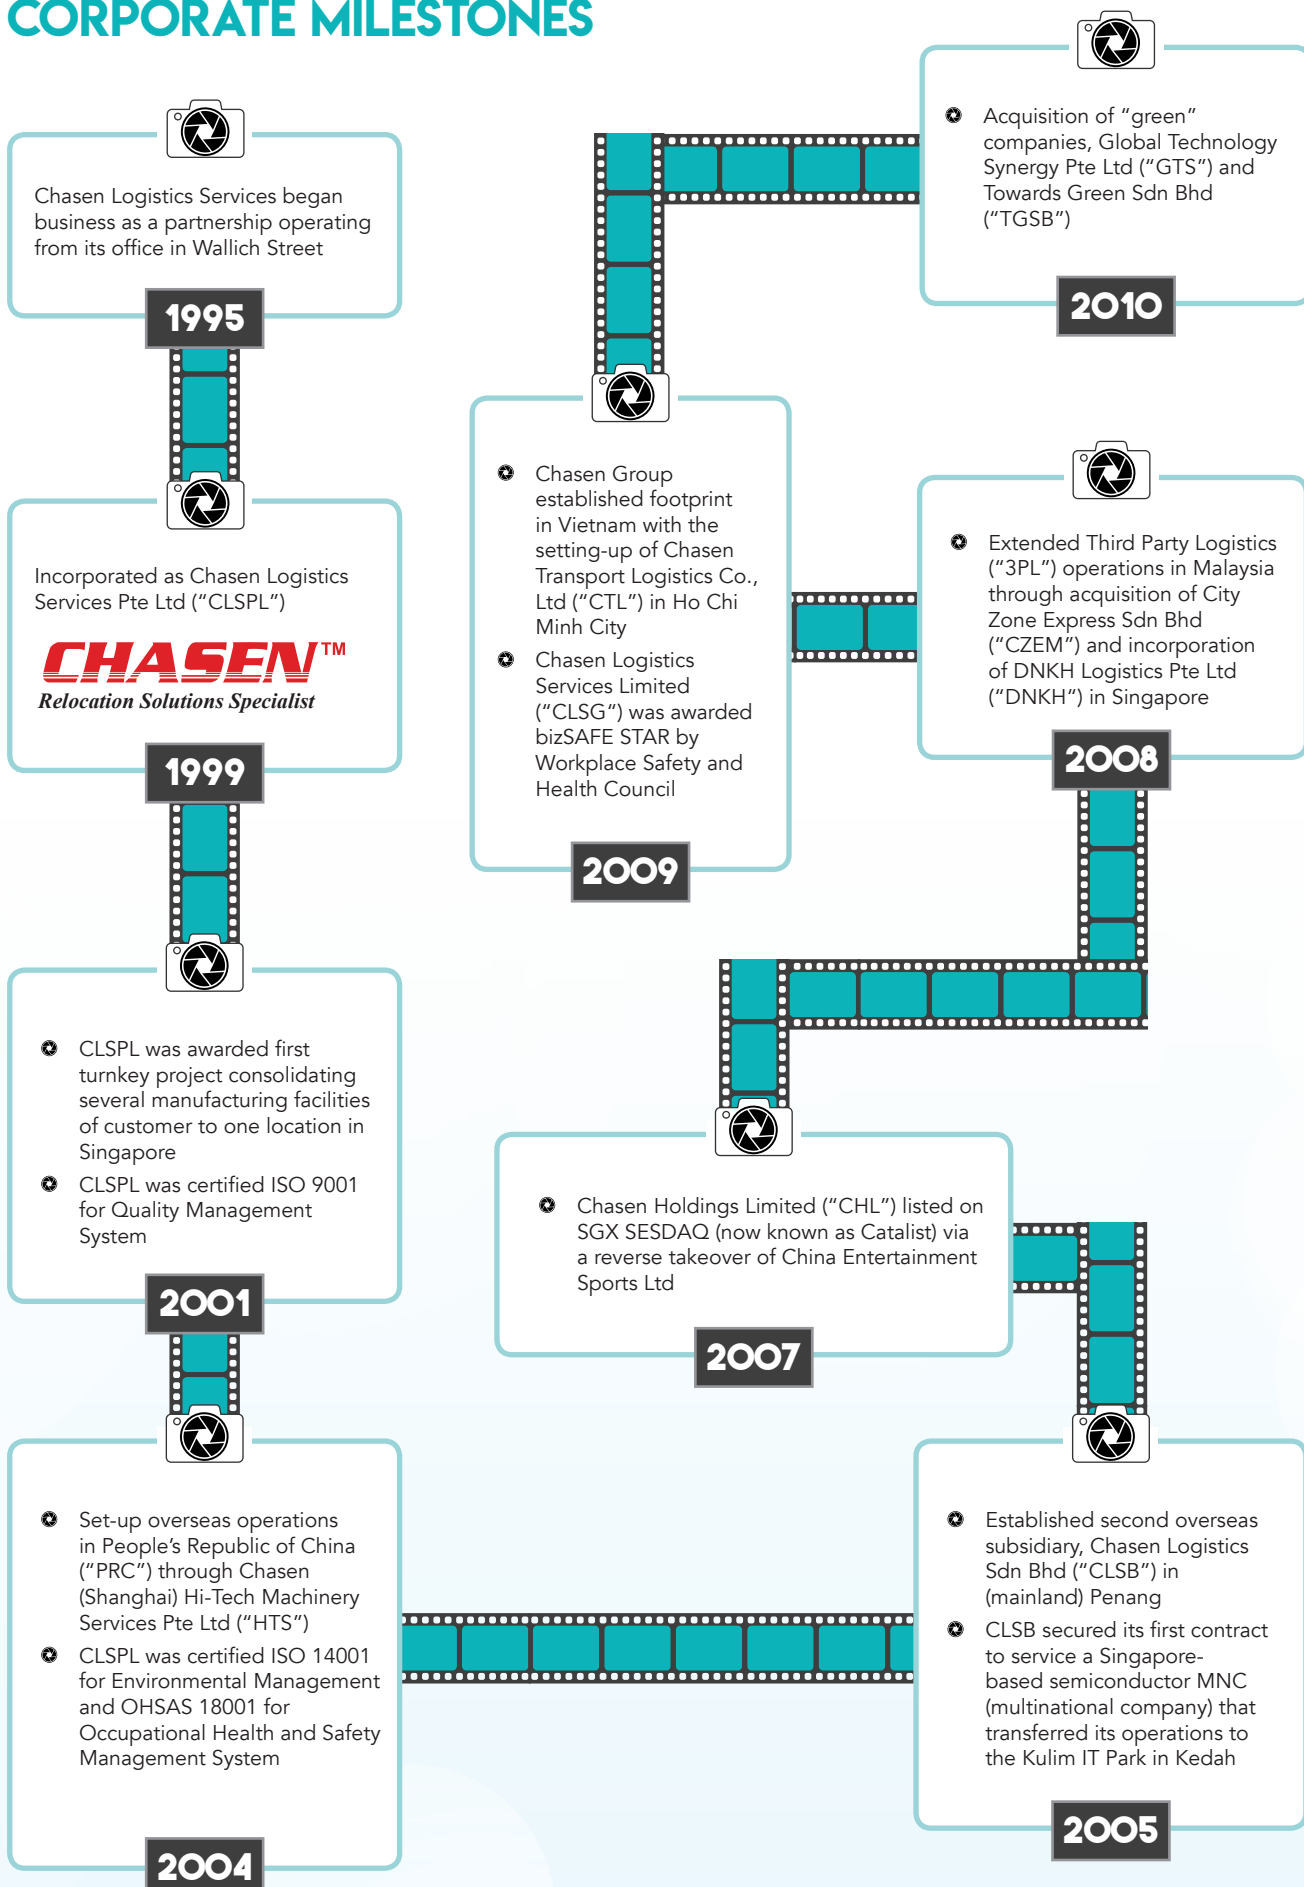 CORPORATE MILESTONES
Chasen Logistics Services began
business as a partnership operating
from its office in Wallich Street
1995
Incorporated as Chasen Logistics
Services Pte Ltd (“CLSPL”)
CHASEN™
Relocation Solutions Specialist
1999
CLSPL was awarded first
turnkey project consolidating
several manufacturing facilities
of customer to one location in
Singapore
CLSPL was certified ISO 9001
for Quality Management
System
2001
Set-up overseas operations
in People’s Republic of China
(“PRC”) through Chasen
(Shanghai) Hi-Tech Machinery
Services Pte Ltd (“HTS”)
CLSPL was certified ISO 14001
for Environmental Management
and OHSAS 18001 for
Occupational Health and Safety
Management System
2004
Established second overseas
subsidiary, Chasen Logistics
Sdn Bhd (“CLSB”) in
(mainland) Penang
CLSB secured its first contract
to service a Singapore-
based semiconductor MNC
(multinational company) that
transferred its operations to
the Kulim IT Park in Kedah
2005
Chasen Holdings Limited (“CHL”) listed on
SGX SESDAQ (now known as Catalist) via
a reverse takeover of China Entertainment
Sports Ltd
2007
Extended Third Party Logistics
(“3PL”) operations in Malaysia
through acquisition of City
Zone Express Sdn Bhd
(“CZEM”) and incorporation
of DNKH Logistics Pte Ltd
(“DNKH“) in Singapore
2008
Chasen Group
established footprint
in Vietnam with the
setting-up of Chasen
Transport Logistics Co.,
Ltd (“CTL”) in Ho Chi
Minh City
Chasen Logistics
Services Limited
(“CLSG“) was awarded
bizSAFE STAR by
Workplace Safety and
Health Council
2009
Acquisition of “green”
companies, Global Technology
Synergy Pte Ltd (“GTS”) and
Towards Green Sdn Bhd
(“TGSB”)
2010